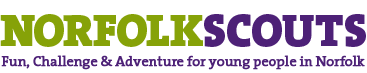 NORFOLKSCOUTS
Fun, Challenge & Adventure for young people in Norfolk